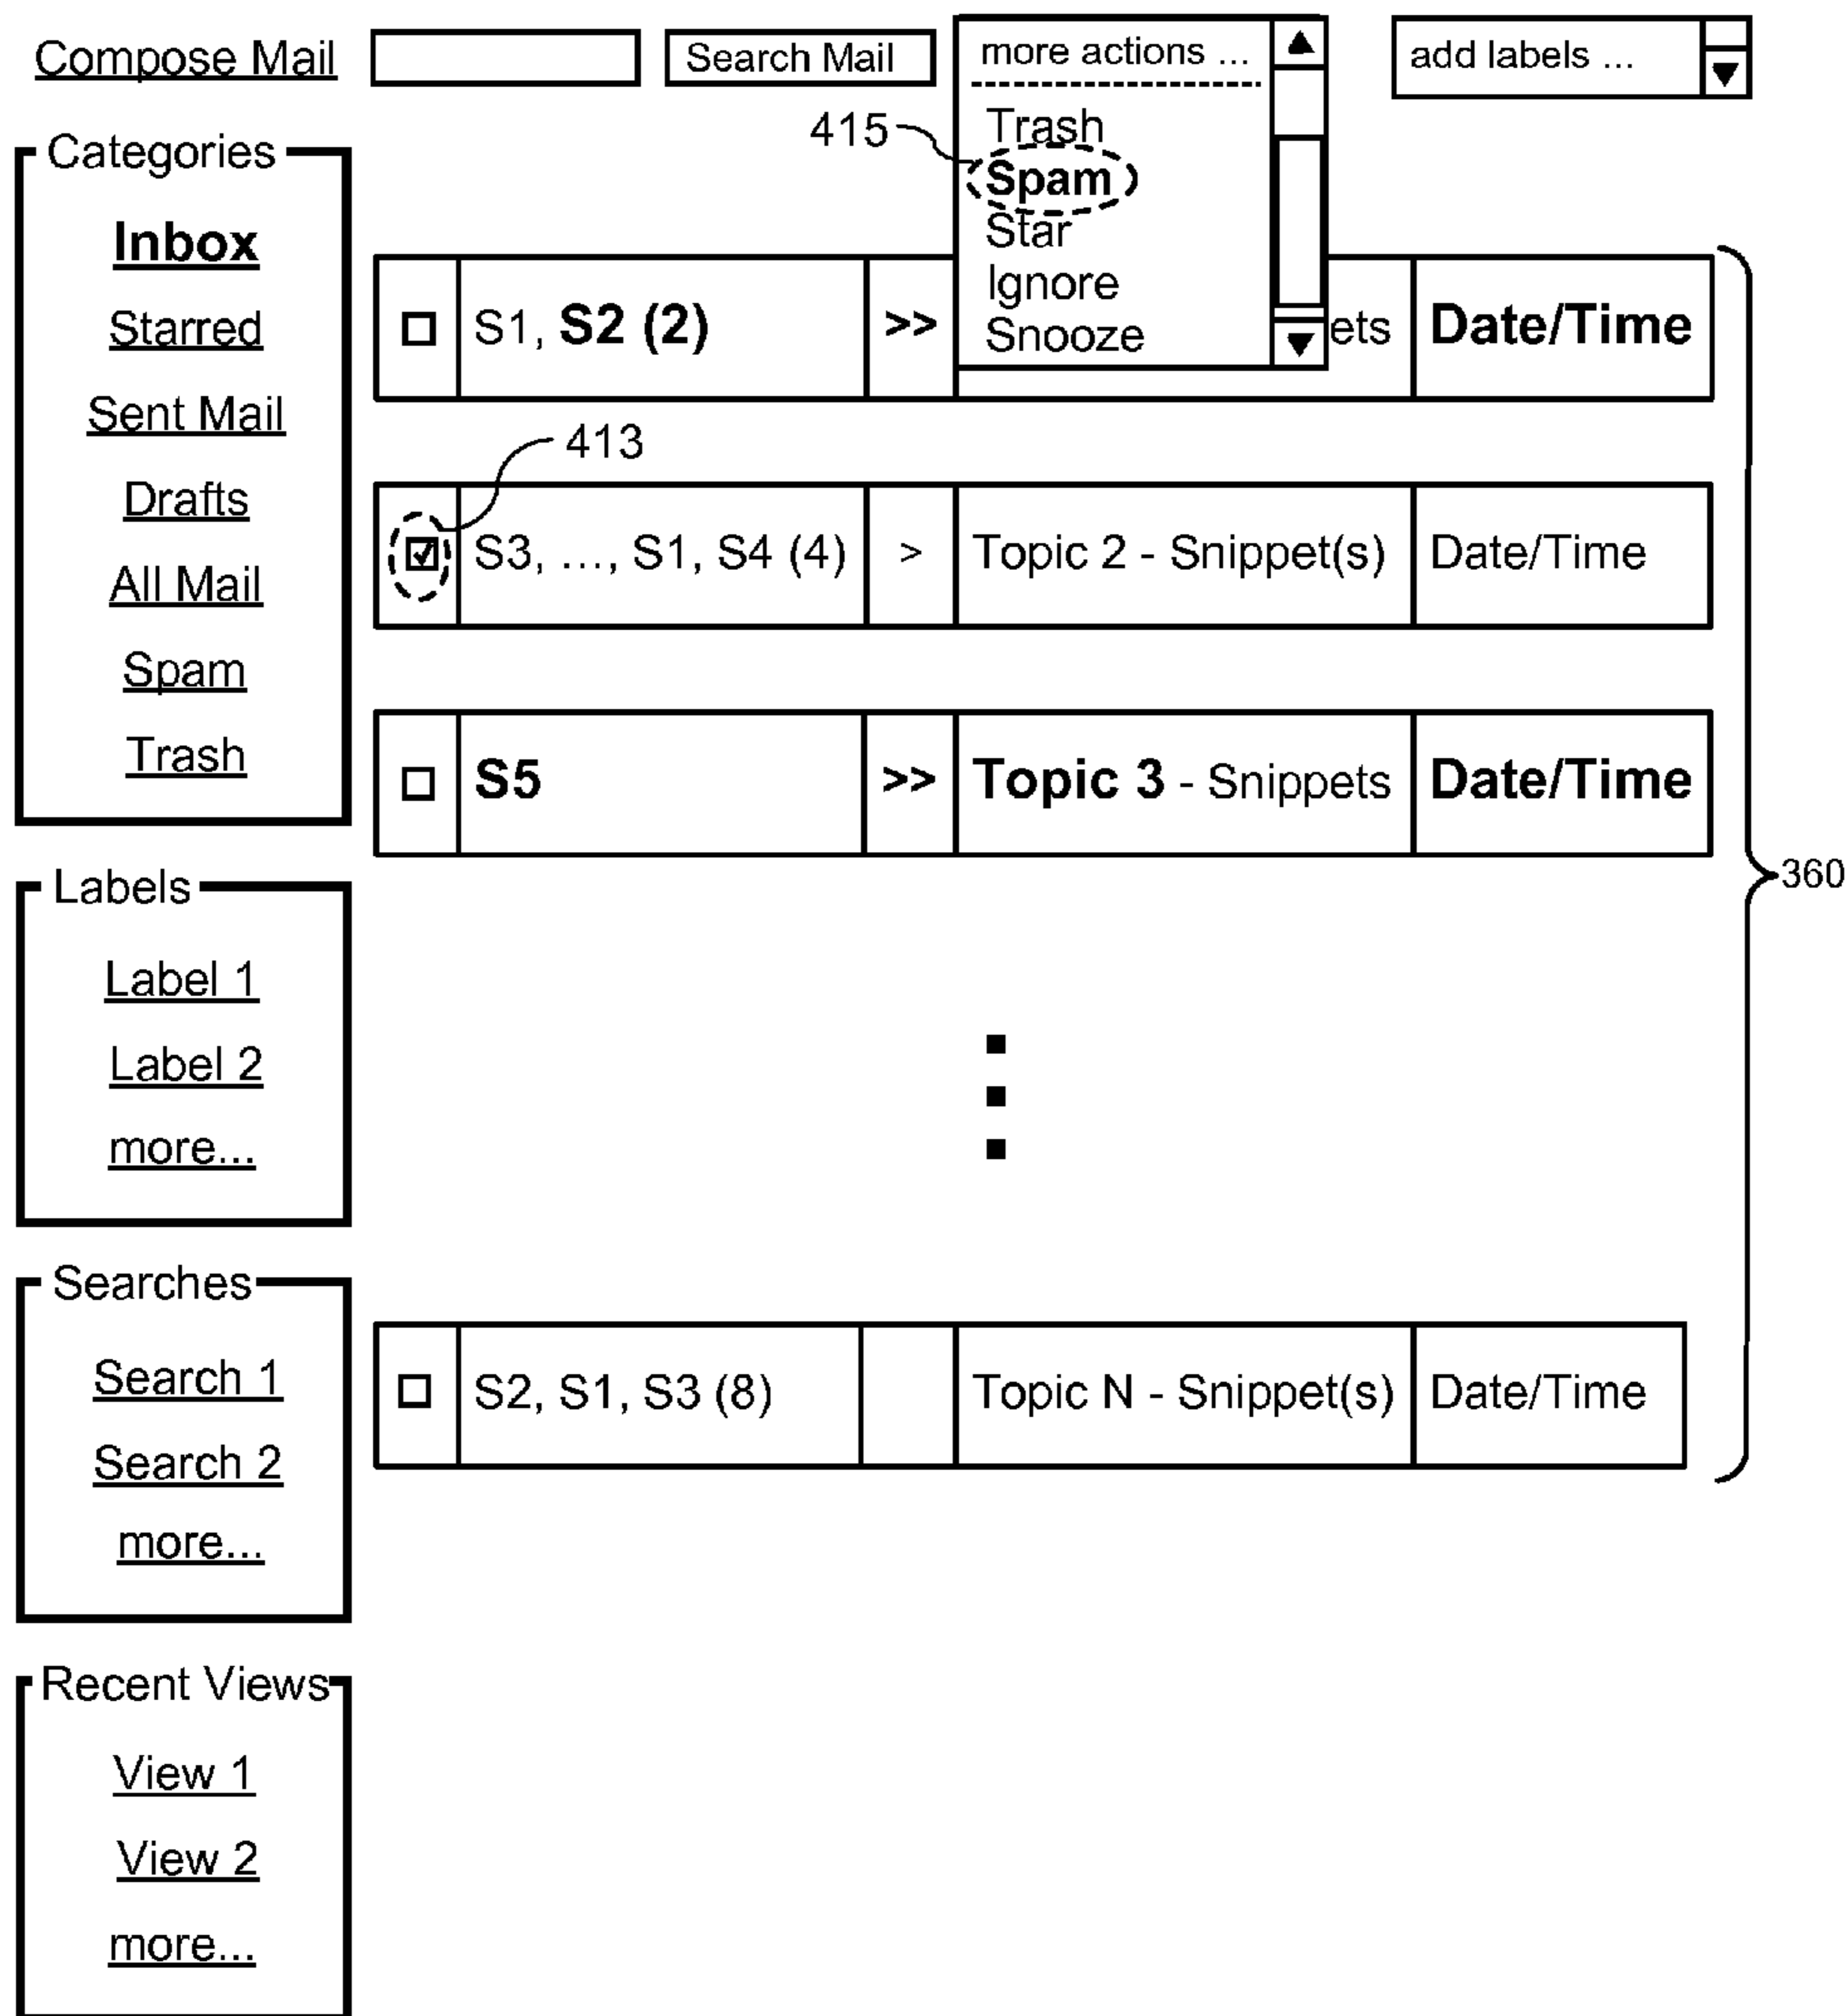 Compose Mail
Search Mail
more actions ...
Trash
Spam
Star
Ignore
Snooze
add labels ...
415
Categories
Inbox
Starred
Sent Mail
Drafts
All Mail
Spam
Trash
S1, S2 (2) >> ets Date/Time
413
S3, ..., S1, S4 (4) > Topic 2 - Snippet(s) Date/Time
S5 >> Topic 3 - Snippets Date/Time
360
Labels
Label 1
Label 2
more...
Searches
Search 1
Search 2
more...
S2, S1, S3 (8) Topic N - Snippet(s) Date/Time
Recent Views
View 1
View 2
more...